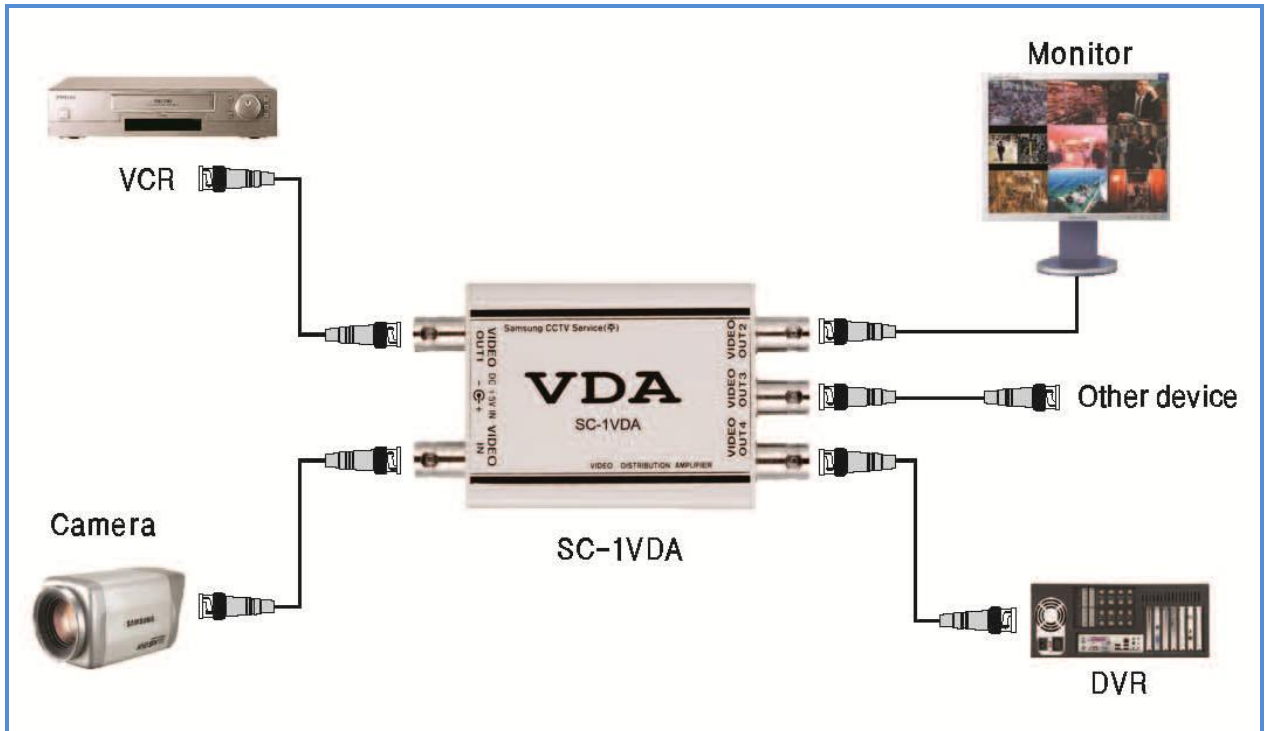 Monitor
VCR
Samsung CCTV Service(주)
VIDEO OUT1
DC +5V IN
- +
VIDEO IN
VDA
SC-1VDA
VIDEO DISTRIBUTION AMPLIFIER
VIDEO OUT2
VIDEO OUT3
VIDEO OUT4
Other device
SC-1VDA
Camera
SAMSUNG
DVR